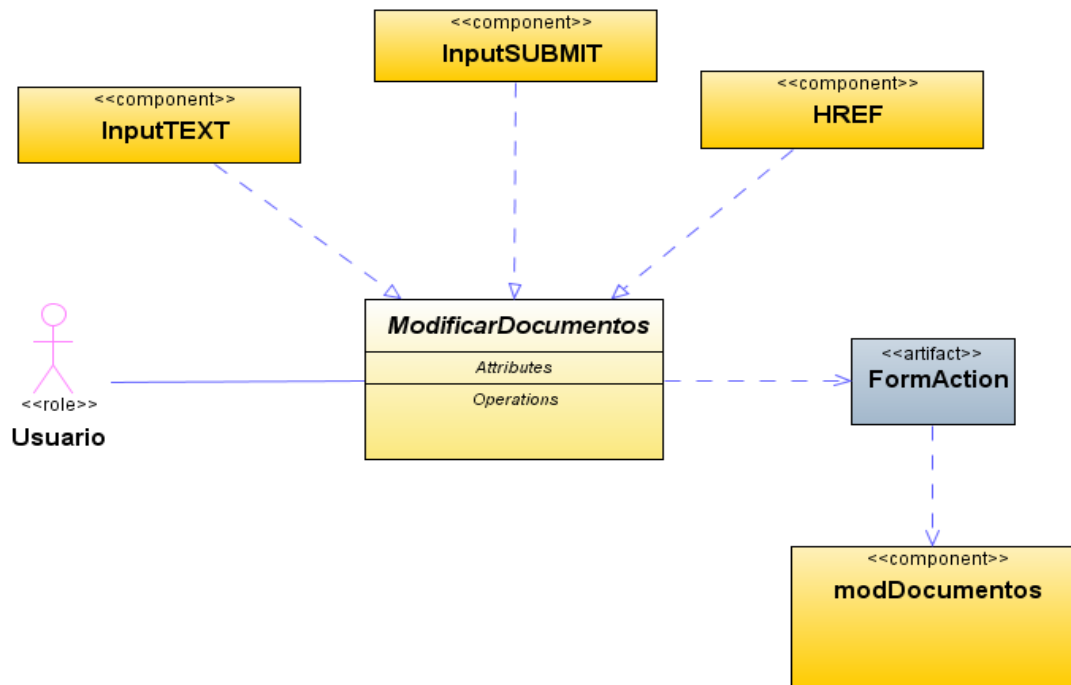 <<component>>
InputSUBMIT
<<component>>
InputTEXT
<<component>>
HREF
ModificarDocumentos
Attributes
Operations
<<role>>
Usuario
<<artifact>>
FormAction
<<component>>
modDocumentos